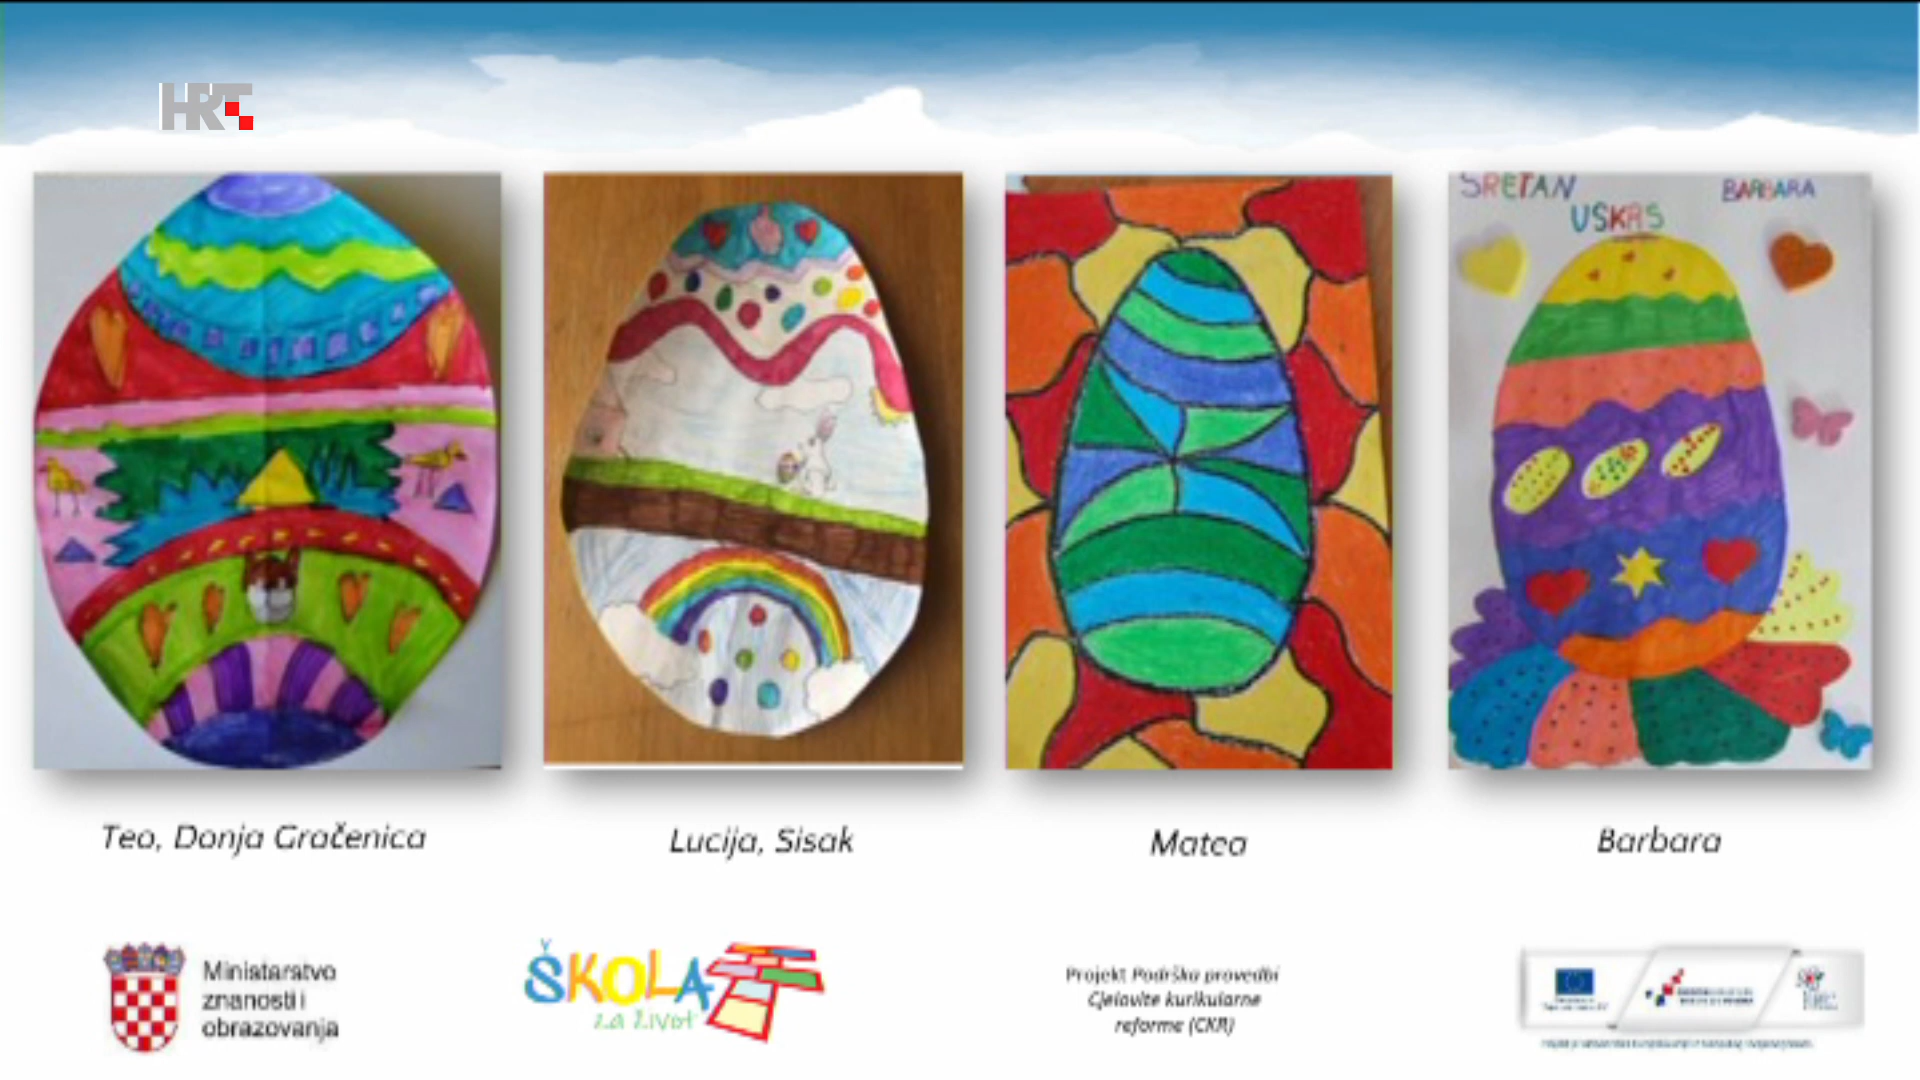 HRT
SRETAN
BARBARA
USKRS
Teo, Donja Gračenica
Lucija, Sisak
Matea
Barbara
Ministarstvo
znanosti i
obrazovanja
ŠKOLA
za život
Projekt Podrška provedbi
Cjelovite kurikularne
reforme (CKR)